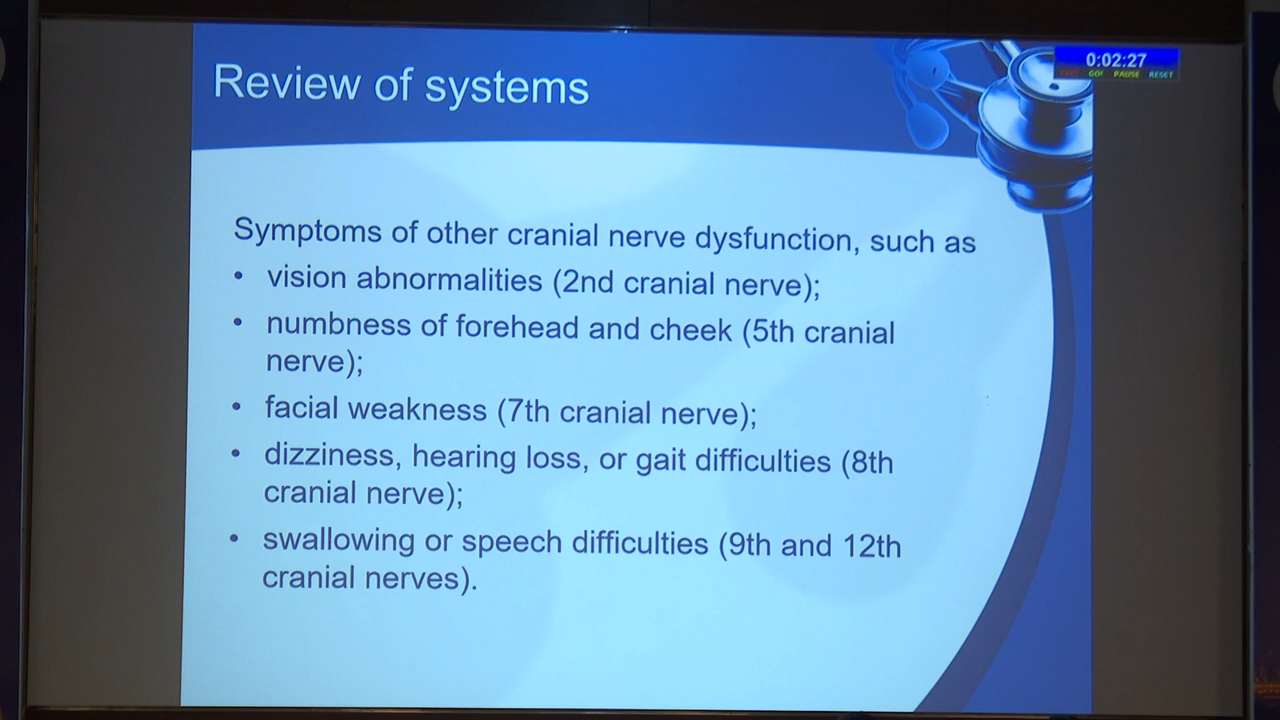 Review of systems
0:02:27
GO! PAUSE RESET
Symptoms of other cranial nerve dysfunction, such as
• vision abnormalities (2nd cranial nerve);
• numbness of forehead and cheek (5th cranial
nerve);
• facial weakness (7th cranial nerve);
• dizziness, hearing loss, or gait difficulties (8th
cranial nerve);
• swallowing or speech difficulties (9th and 12th
cranial nerves).